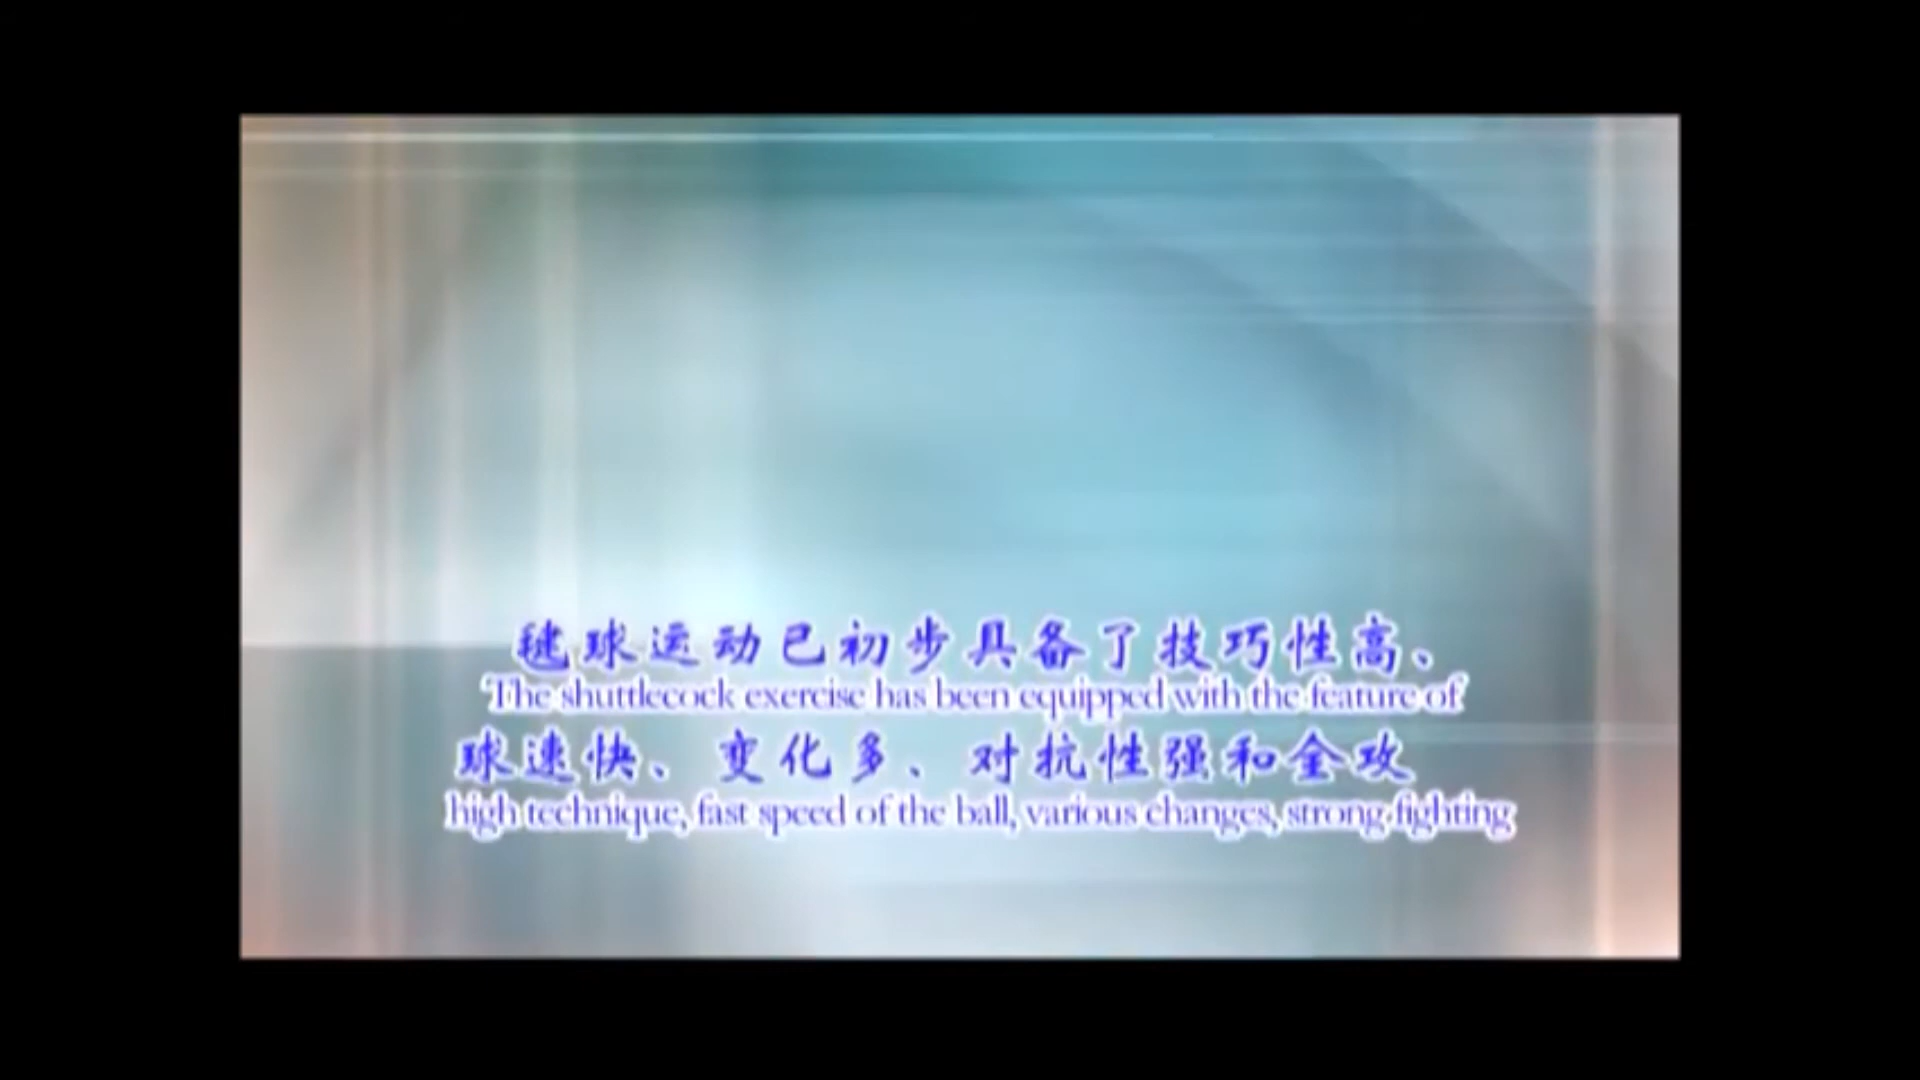 毽球运动已初步具备了技巧性高、
The shuttlecock exercise has been equipped with the feature of
球速快、变化多、对抗性强和全攻
high technique, fast speed of the ball, various changes, strong fighting